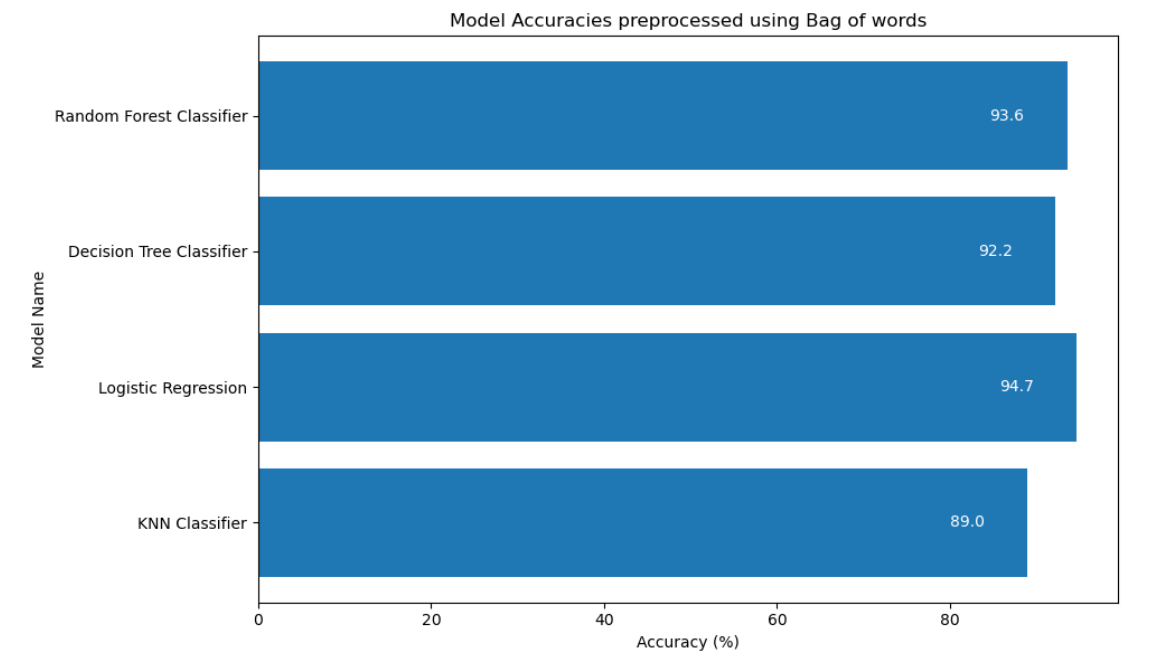 Model Accuracies preprocessed using Bag of words
Random Forest Classifier
93.6
Decision Tree Classifier
92.2
Model Name
Logistic Regression
94.7
KNN Classifier
89.0
0 20 40 60 80
Accuracy (%)